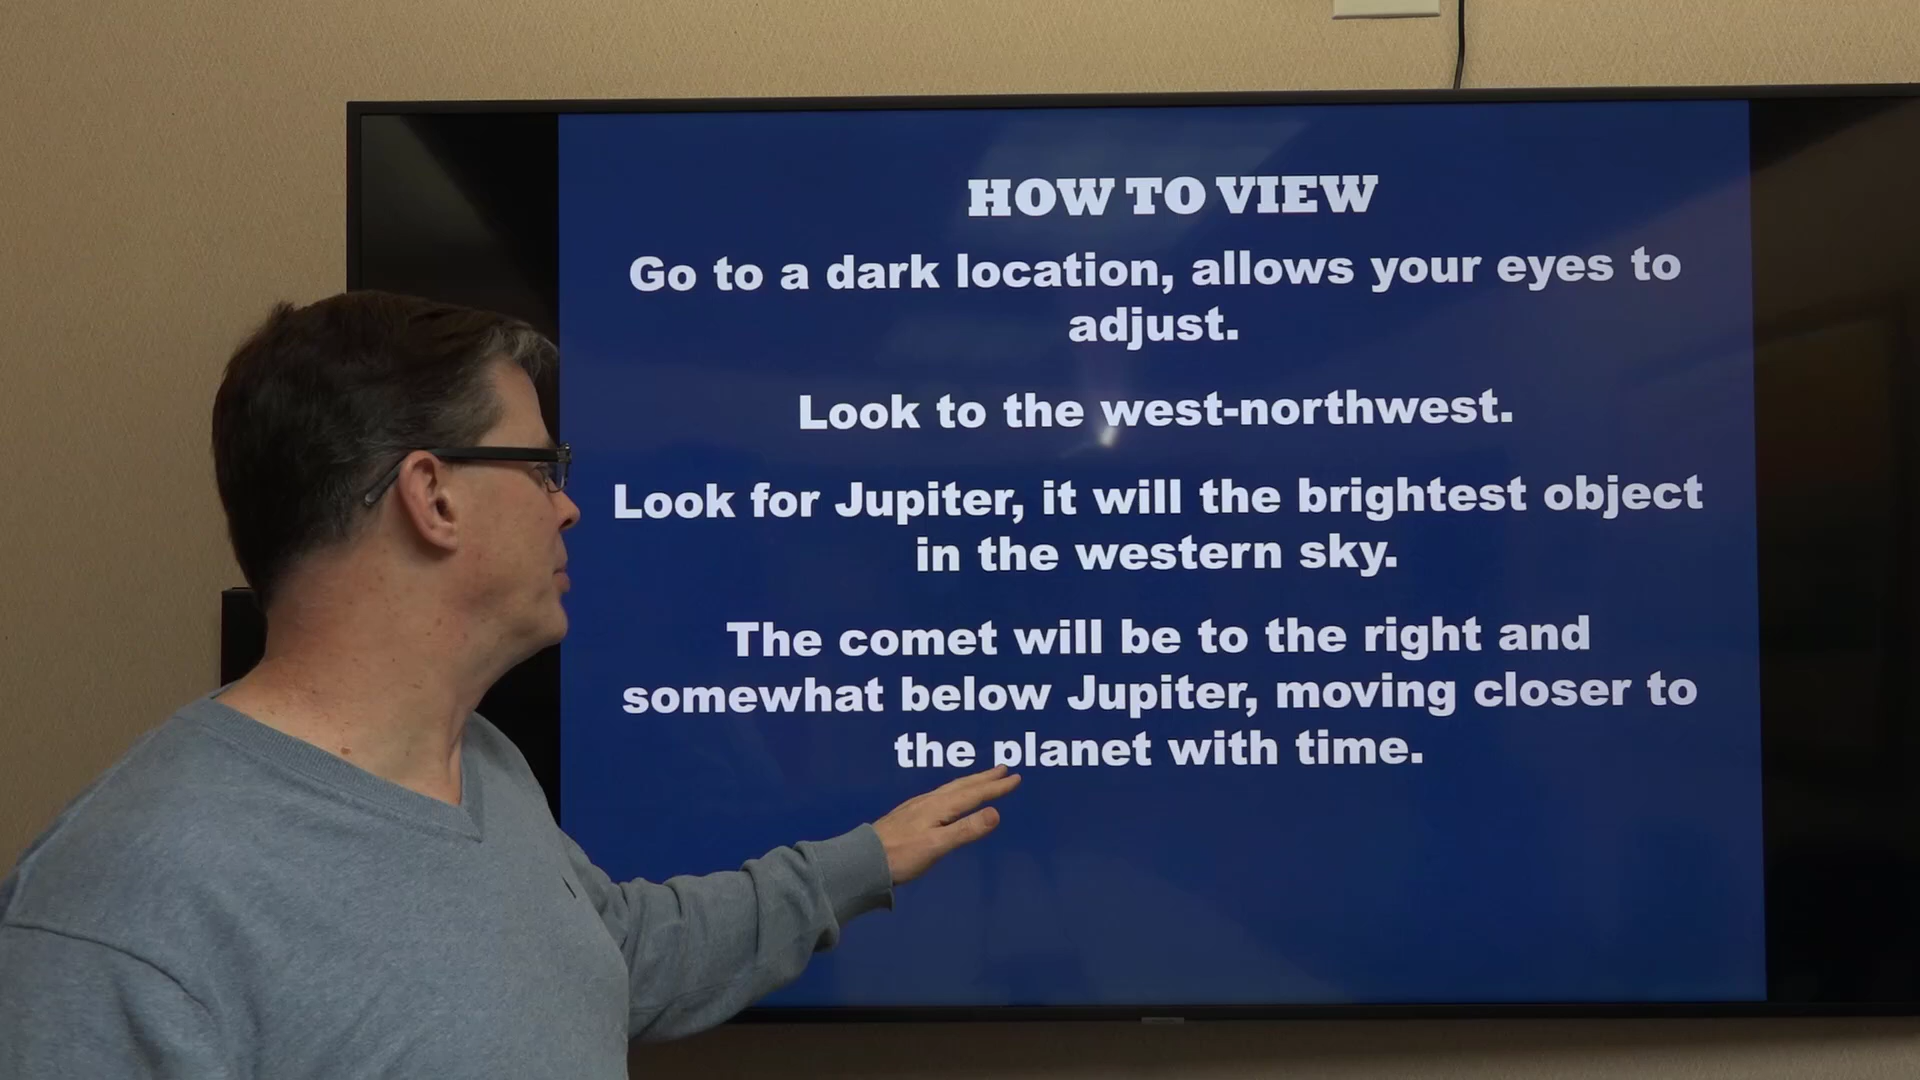 HOW TO VIEW
Go to a dark location, allows your eyes to
adjust.
Look to the west-northwest.
Look for Jupiter, it will the brightest object
in the western sky.
The comet will be to the right and
somewhat below Jupiter, moving closer to
the planet with time.